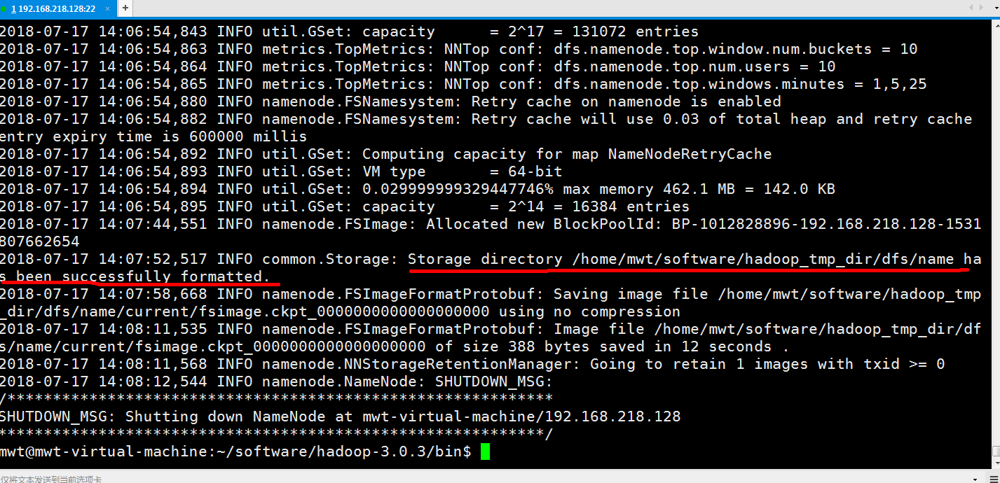 1 192.168.218.128:22 × +
2018-07-17 14:06:54,843 INFO util.GSet: capacity      = 2^17 = 131072 entries
2018-07-17 14:06:54,863 INFO metrics.TopMetrics: NNTop conf: dfs.namenode.top.window.num.buckets = 10
2018-07-17 14:06:54,864 INFO metrics.TopMetrics: NNTop conf: dfs.namenode.top.num.users = 10
2018-07-17 14:06:54,865 INFO metrics.TopMetrics: NNTop conf: dfs.namenode.top.windows.minutes = 1,5,25
2018-07-17 14:06:54,880 INFO namenode.FSNamesystem: Retry cache on namenode is enabled
2018-07-17 14:06:54,882 INFO namenode.FSNamesystem: Retry cache will use 0.03 of total heap and retry cache
entry expiry time is 600000 millis
2018-07-17 14:06:54,892 INFO util.GSet: Computing capacity for map NameNodeRetryCache
2018-07-17 14:06:54,893 INFO util.GSet: VM type       = 64-bit
2018-07-17 14:06:54,894 INFO util.GSet: 0.029999999329447746% max memory 462.1 MB = 142.0 KB
2018-07-17 14:06:54,895 INFO util.GSet: capacity      = 2^14 = 16384 entries
2018-07-17 14:07:44,551 INFO namenode.FSImage: Allocated new BlockPoolId: BP-1012828896-192.168.218.128-1531
807662654
2018-07-17 14:07:52,517 INFO common.Storage: Storage directory /home/mwt/software/hadoop_tmp_dir/dfs/name ha
s been successfully formatted.
2018-07-17 14:07:58,668 INFO namenode.FSImageFormatProtobuf: Saving image file /home/mwt/software/hadoop_tmp
_dir/dfs/name/current/fsimage.ckpt_0000000000000000000 using no compression
2018-07-17 14:08:11,535 INFO namenode.FSImageFormatProtobuf: Image file /home/mwt/software/hadoop_tmp_dir/df
s/name/current/fsimage.ckpt_0000000000000000000 of size 388 bytes saved in 12 seconds .
2018-07-17 14:08:11,568 INFO namenode.NNStorageRetentionManager: Going to retain 1 images with txid >= 0
2018-07-17 14:08:12,544 INFO namenode.NameNode: SHUTDOWN_MSG:
/************************************************************
SHUTDOWN_MSG: Shutting down NameNode at mwt-virtual-machine/192.168.218.128
************************************************************/
mwt@mwt-virtual-machine:~/software/hadoop-3.0.3/bin$
仅将文本发送到当前选项卡